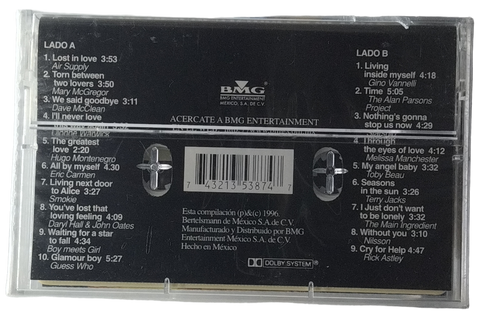 LADO A
1. Lost in love 3:53
Air Supply
2. Torn between
two lovers 3:50
Mary McGregor
3. We said goodbye 3:11
Dave McClean
4. I'll never love
5. The greatest
love 2:20
Hugo Montenegro
6. All by myself 4:30
Eric Carmen
7. Living next door
to Alice 3:27
Smokie
8. You've lost that
loving feeling 4:09
Daryl Hall & John Oates
9. Waiting for a star
to fall 4:34
Boy meets Girl
10. Glamour boy 4:22
Guess Who
BMG
BMG ENTERTAINMENT
MEXICO, S.A. DE C.V.
ACERCATE A BMG ENTERTAINMENT
7 43213 53874 7
Esta compilación (p)&(c) 1996.
Bertelsmann de México S.A. de C.V.
Manufacturado y Distribuido por BMG
Entertainment México S.A. de C.V.
Hecho en México
DOLBY SYSTEM
LADO B
1. Living
inside myself 4:18
Gino Vannelli
2. Time 5:05
The Alan Parsons
Project
3. Nothing's gonna
stop us now 4:29
4. Through
the eyes of love 4:12
Melissa Manchester
5. My angel baby 3:32
Toby Beau
6. Seasons
in the sun 3:26
Terry Jacks
7. I Just don't want
to be lonely 3:32
The Main Ingredient
8. Without you 3:10
Nilsson
9. Cry for Help 4:47
Rick Astley